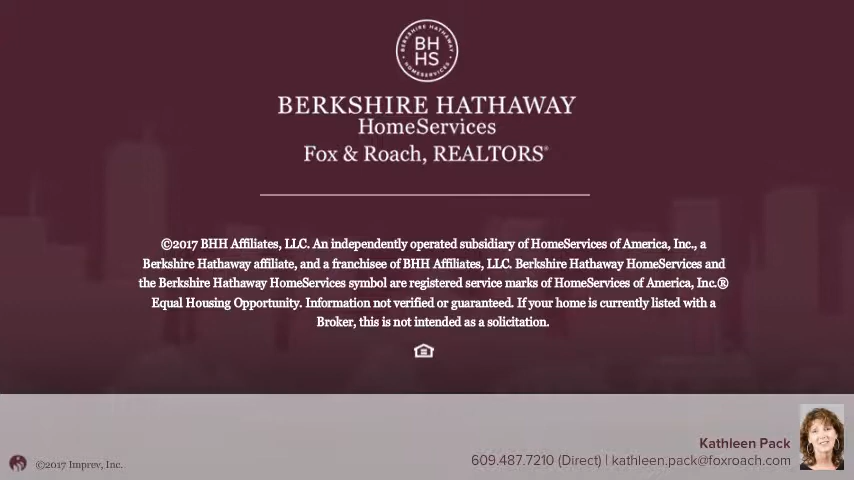 BERKSHIRE HATHAWAY
HOMESERVICES
BH
HS
BERKSHIRE HATHAWAY
HomeServices
Fox & Roach, REALTORS®
©2017 BHH Affiliates, LLC. An independently operated subsidiary of HomeServices of America, Inc., a
Berkshire Hathaway affiliate, and a franchisee of BHH Affiliates, LLC. Berkshire Hathaway HomeServices and
the Berkshire Hathaway HomeServices symbol are registered service marks of HomeServices of America, Inc.®
Equal Housing Opportunity. Information not verified or guaranteed. If your home is currently listed with a
Broker, this is not intended as a solicitation.
Kathleen Pack
609.487.7210 (Direct) | kathleen.pack@foxroach.com
©2017 Imprev, Inc.